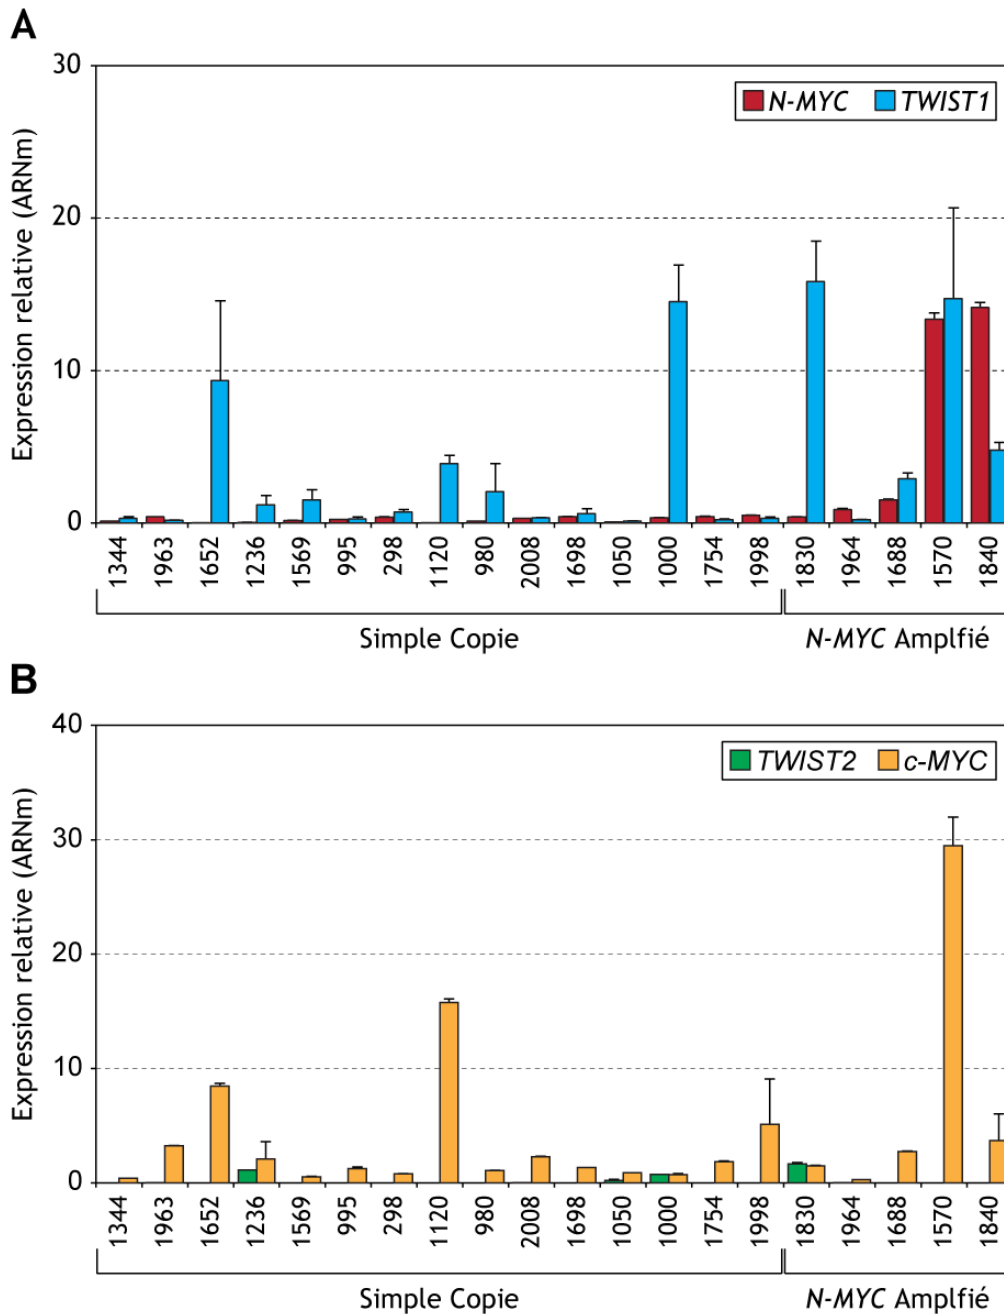 A
Expression relative (ARNm)
30
20
10
0
N-MYC TWIST1
1344 1963 1652 1236 1569 995 298 1120 980 2008 1698 1050 1000 1754 1998 1830 1964 1688 1570 1840
Simple Copie N-MYC Amplfié
B
Expression relative (ARNm)
40
30
20
10
0
TWIST2 c-MYC
1344 1963 1652 1236 1569 995 298 1120 980 2008 1698 1050 1000 1754 1998 1830 1964 1688 1570 1840
Simple Copie N-MYC Amplfié